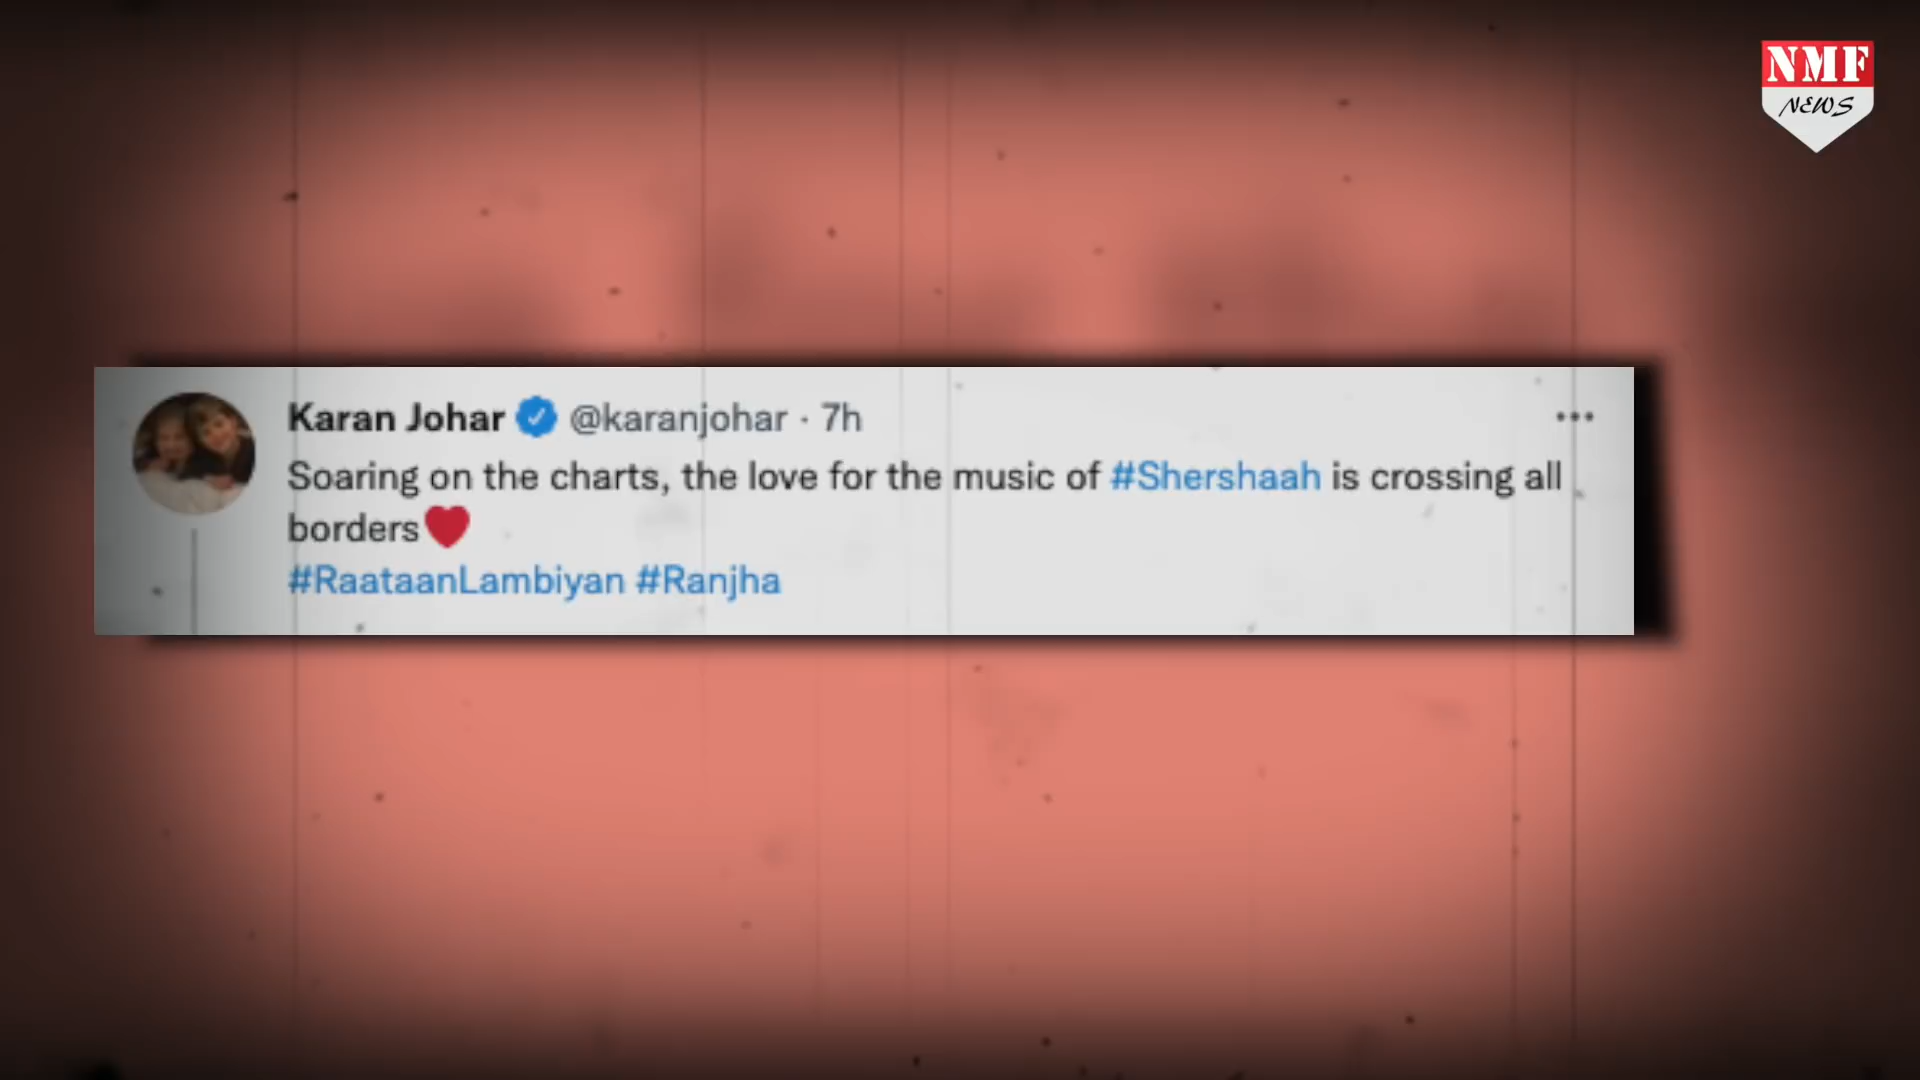 NMF
NEWS
Karan Johar @karanjohar · 7h
Soaring on the charts, the love for the music of #Shershaah is crossing all
borders❤️
#RaataanLambiyan #Ranjha